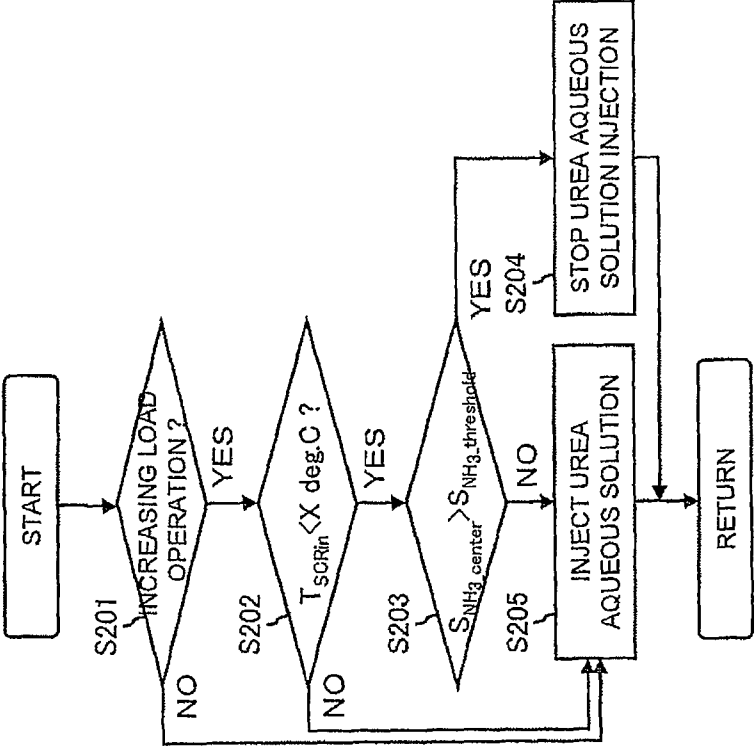 START
S201
INCREASING LOAD
OPERATION ?
NO
YES
S202
T_SCRin<X deg.C ?
NO
YES
S203
S_NH3_center>S_NH3_threshold
YES
NO
S204
STOP UREA AQUEOUS
SOLUTION INJECTION
S205
INJECT UREA
AQUEOUS SOLUTION
RETURN